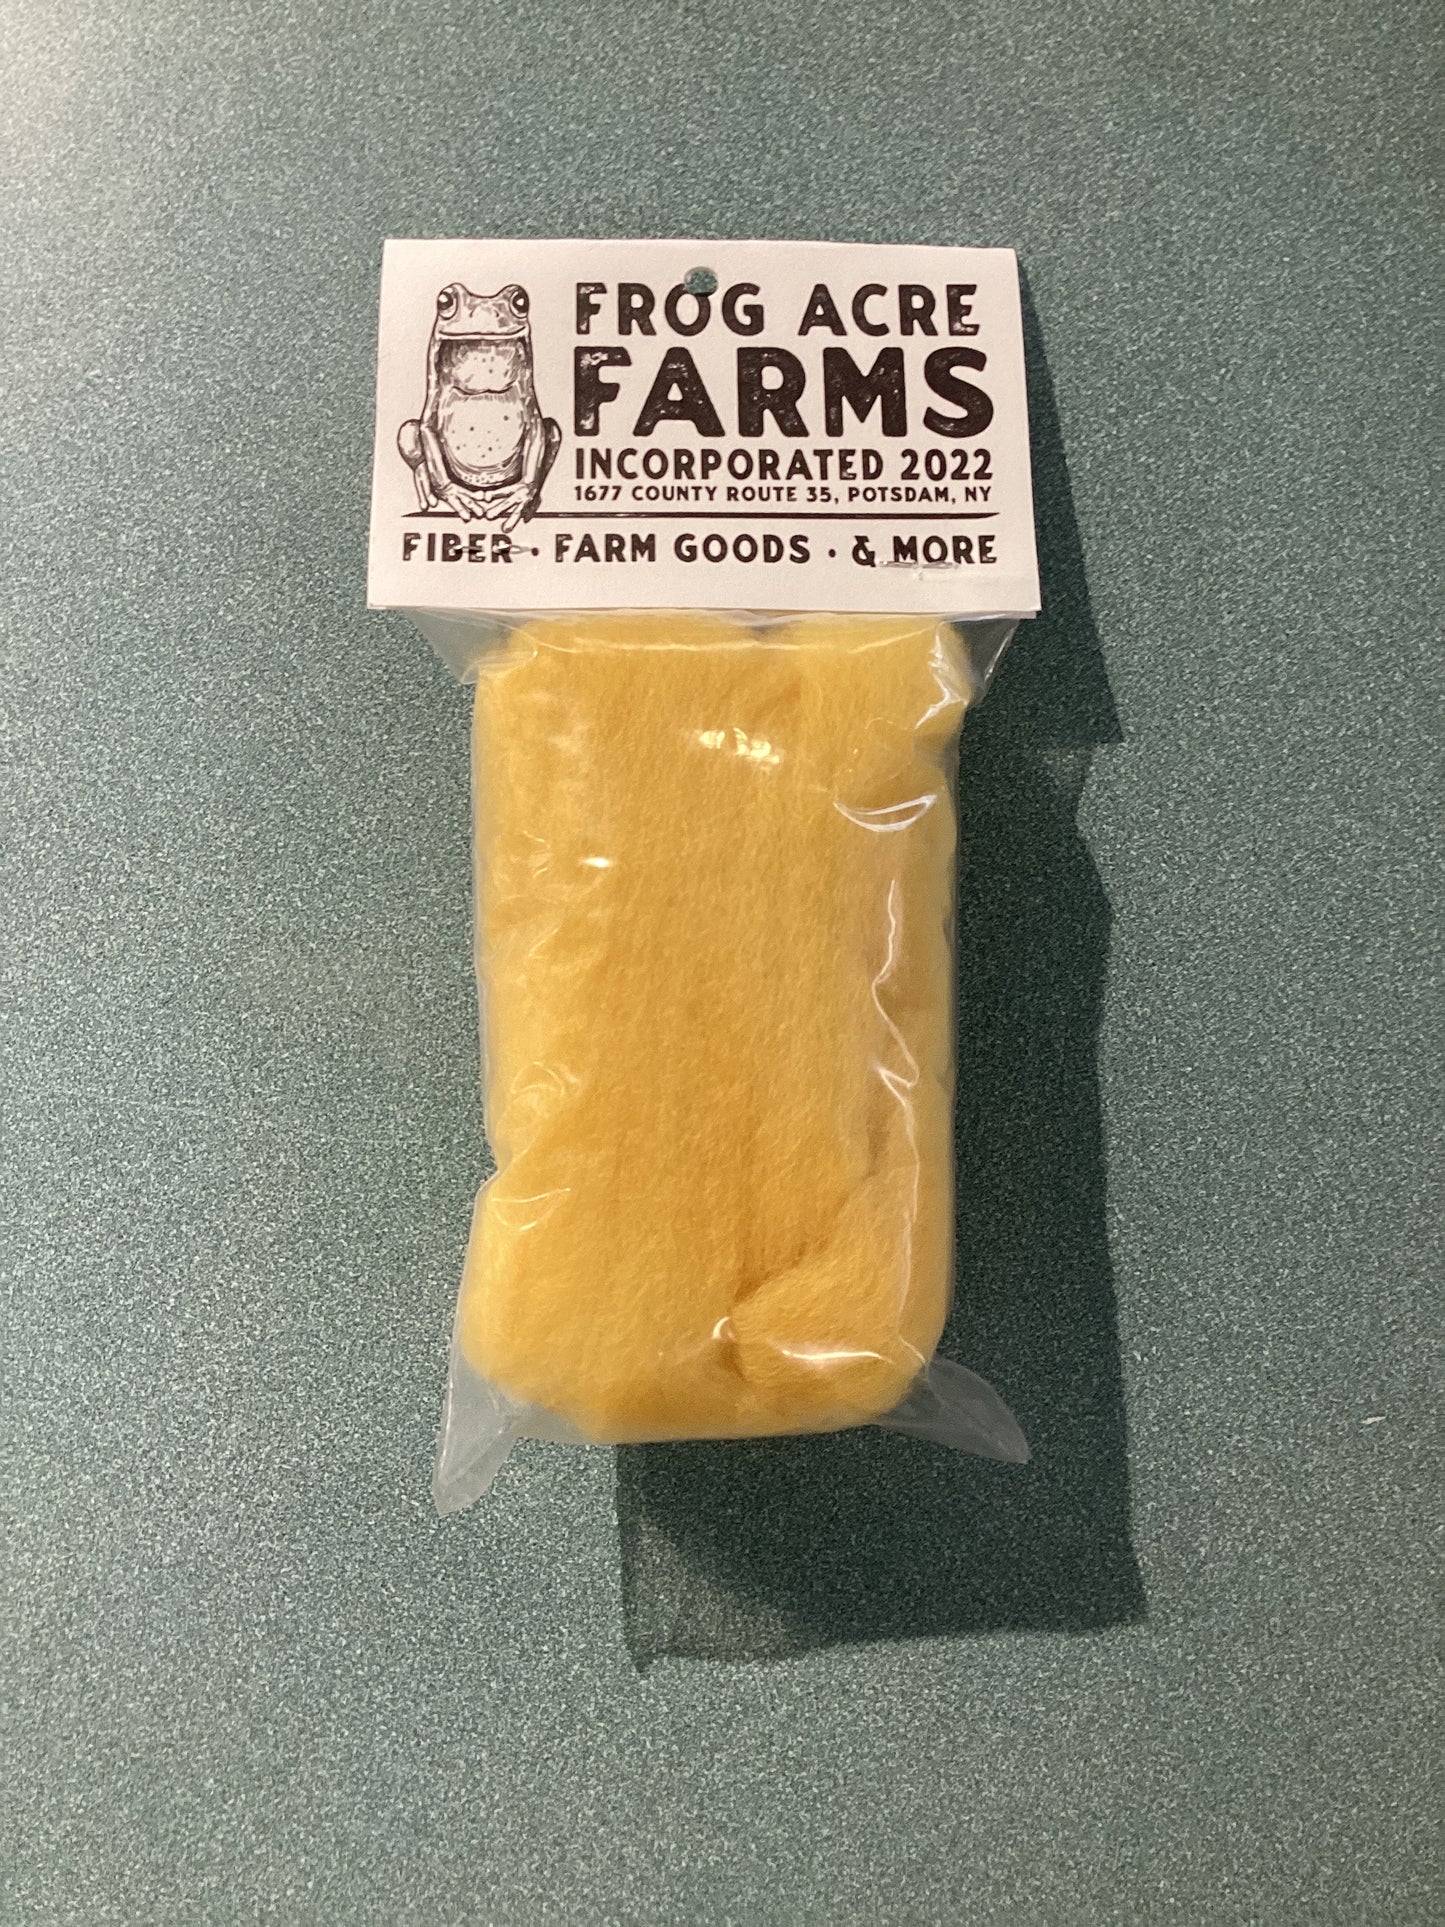 FROG ACRE
FARMS
INCORPORATED 2022
1677 COUNTY ROUTE 35, POTSDAM, NY
FIBER · FARM GOODS · & MORE